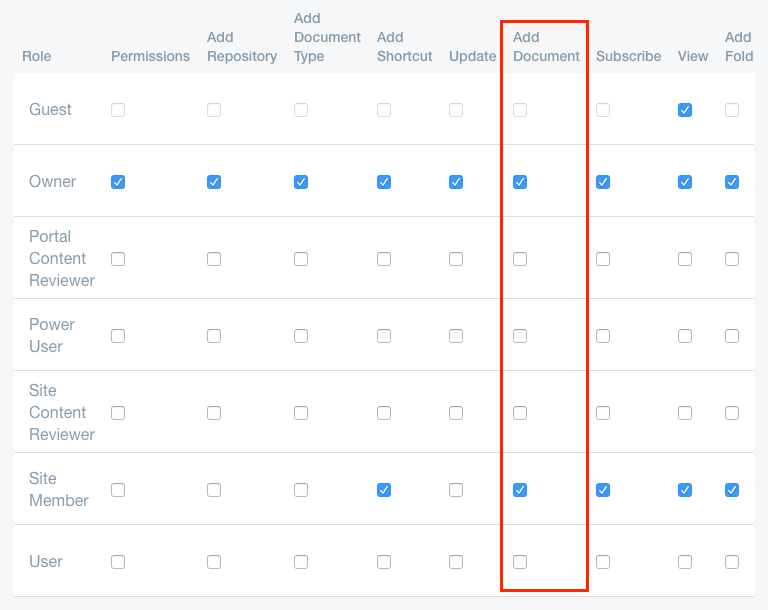 Role
Permissions
Add
Repository
Add
Document
Type
Add
Shortcut
Update
Add
Document
Subscribe
View
Add
Fold
Guest
Owner
Portal
Content
Reviewer
Power
User
Site
Content
Reviewer
Site
Member
User